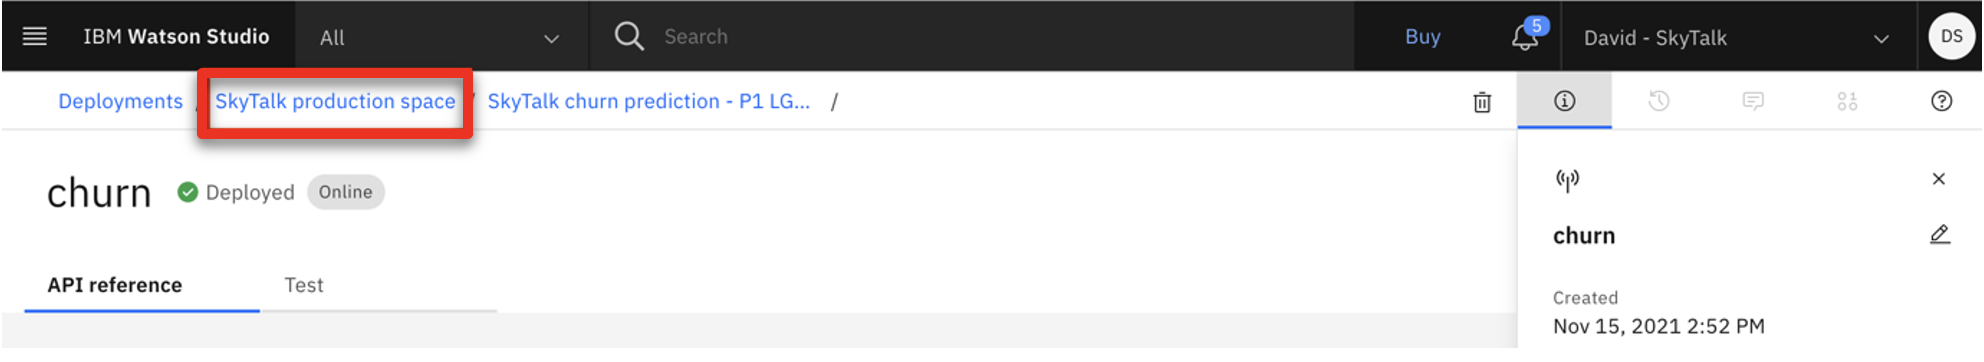 IBM Watson Studio All Search Buy 5 David - SkyTalk DS
Deployments / SkyTalk production space / SkyTalk churn prediction - P1 LG... /
churn Deployed Online
churn
API reference Test
Created
Nov 15, 2021 2:52 PM